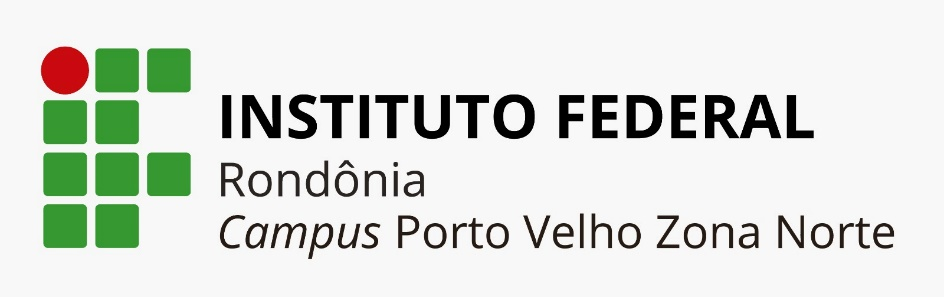 INSTITUTO FEDERAL
Rondônia
Campus Porto Velho Zona Norte